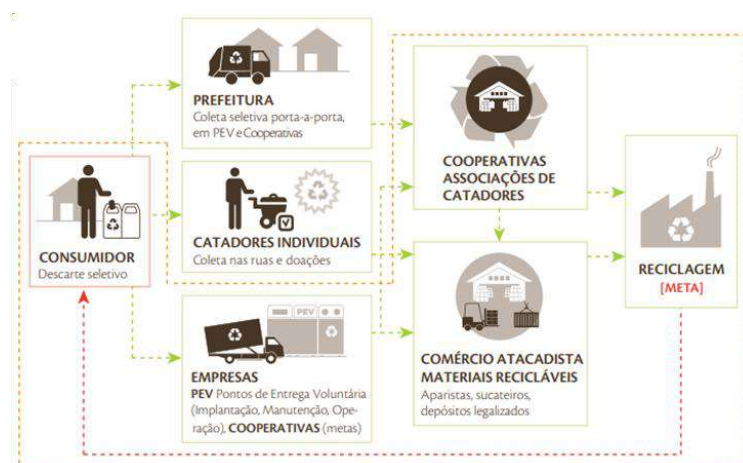 PREFEITURA
Coleta seletiva porta-a-porta,
em PEV e Cooperativas
CONSUMIDOR
Descarte seletivo
CATADORES INDIVIDUAIS
Coleta nas ruas e doações
PEV
EMPRESAS
PEV Pontos de Entrega Voluntária
(Implantação, Manutenção, Ope-
ração), COOPERATIVAS (metas)
COOPERATIVAS
ASSOCIAÇÕES DE
CATADORES
COMÉRCIO ATACADISTA
MATERIAIS RECICLÁVEIS
Aparistas, sucateiros,
depósitos legalizados
RECICLAGEM
[META]